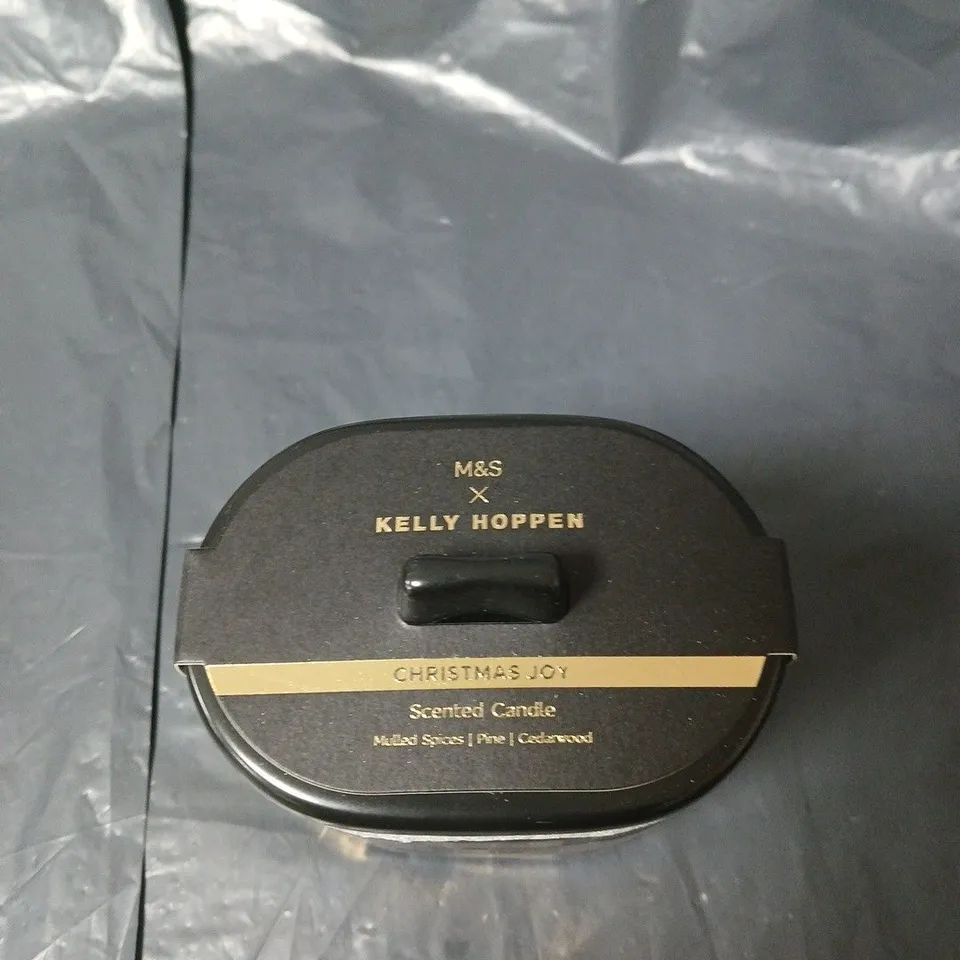 M&S
X
KELLY HOPPEN
CHRISTMAS JOY
Scented Candle
Mulled Spices | Pine | Cedarwood